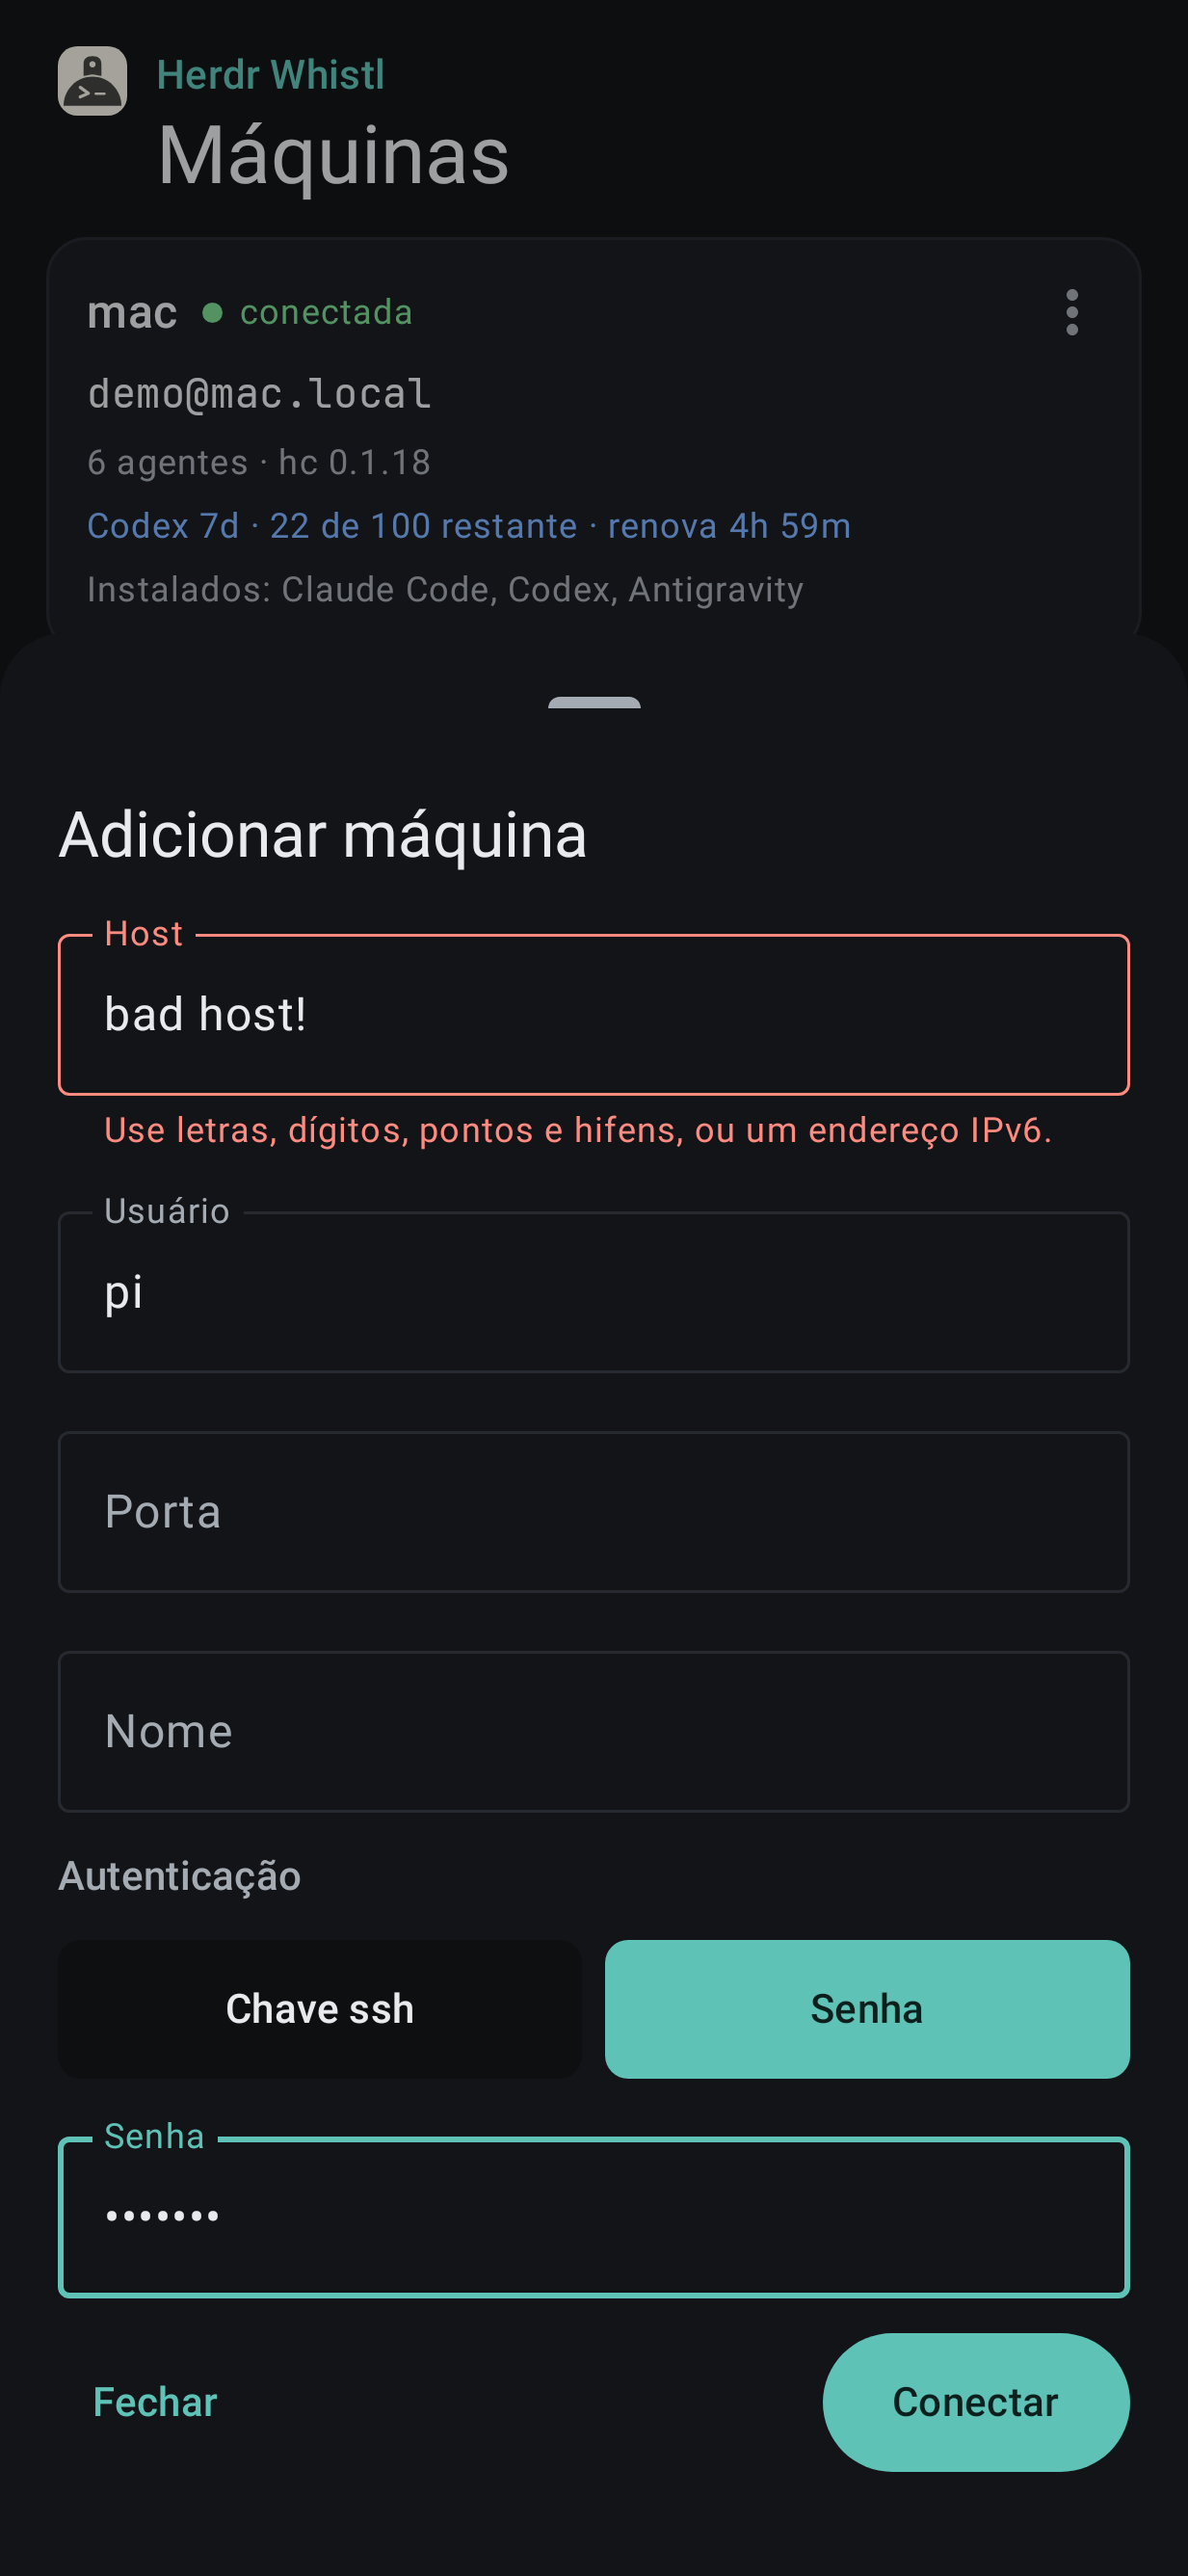 Herdr Whistl
Máquinas
mac ● conectada
demo@mac.local
6 agentes · hc 0.1.18
Codex 7d · 22 de 100 restante · renova 4h 59m
Instalados: Claude Code, Codex, Antigravity
Adicionar máquina
Host
bad host!
Use letras, dígitos, pontos e hifens, ou um endereço IPv6.
Usuário
pi
Porta
Nome
Autenticação
Chave ssh
Senha
Senha
•••••••
Fechar
Conectar